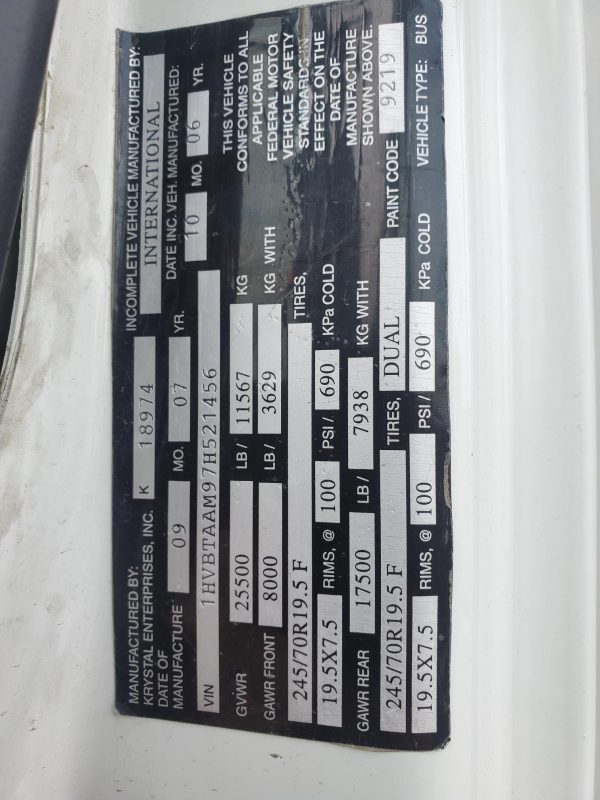 MANUFACTURED BY: INCOMPLETE VEHICLE MANUFACTURED BY:
KRYSTAL ENTERPRISES, INC. K 18974 INTERNATIONAL
DATE OF DATE INC. VEH. MANUFACTURED:
MANUFACTURE 09 MO. 07 YR. 10 MO. 06 YR.
VIN 1HVBTAAM97H521456
GVWR 25500 LB / 11567 KG
GAWR FRONT 8000 LB / 3629 KG WITH
245/70R19.5 F TIRES,
19.5X7.5 RIMS, @ 100 PSI / 690 KPa COLD
GAWR REAR 17500 LB / 7938 KG WITH
245/70R19.5 F TIRES, DUAL
19.5X7.5 RIMS, @ 100 PSI / 690 KPa COLD
THIS VEHICLE
CONFORMS TO ALL
APPLICABLE
FEDERAL MOTOR
VEHICLE SAFETY
STANDARDS IN
EFFECT ON THE
DATE OF
MANUFACTURE
SHOWN ABOVE.
PAINT CODE 9219
VEHICLE TYPE: BUS